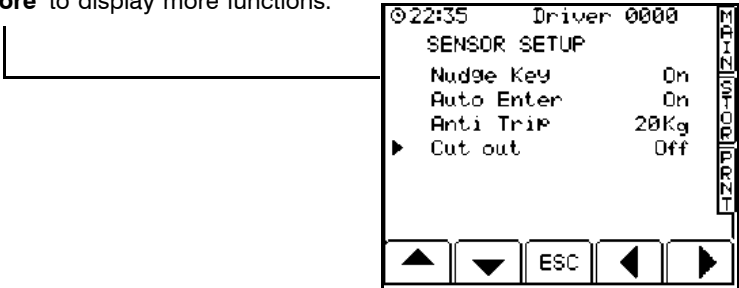 ore' to display more functions.
22:35 Driver 0000
SENSOR SETUP
Nudge Key On
Auto Enter On
Anti Trip 20Kg
Cut out Off
ESC
MAIN
STOR
PRNT